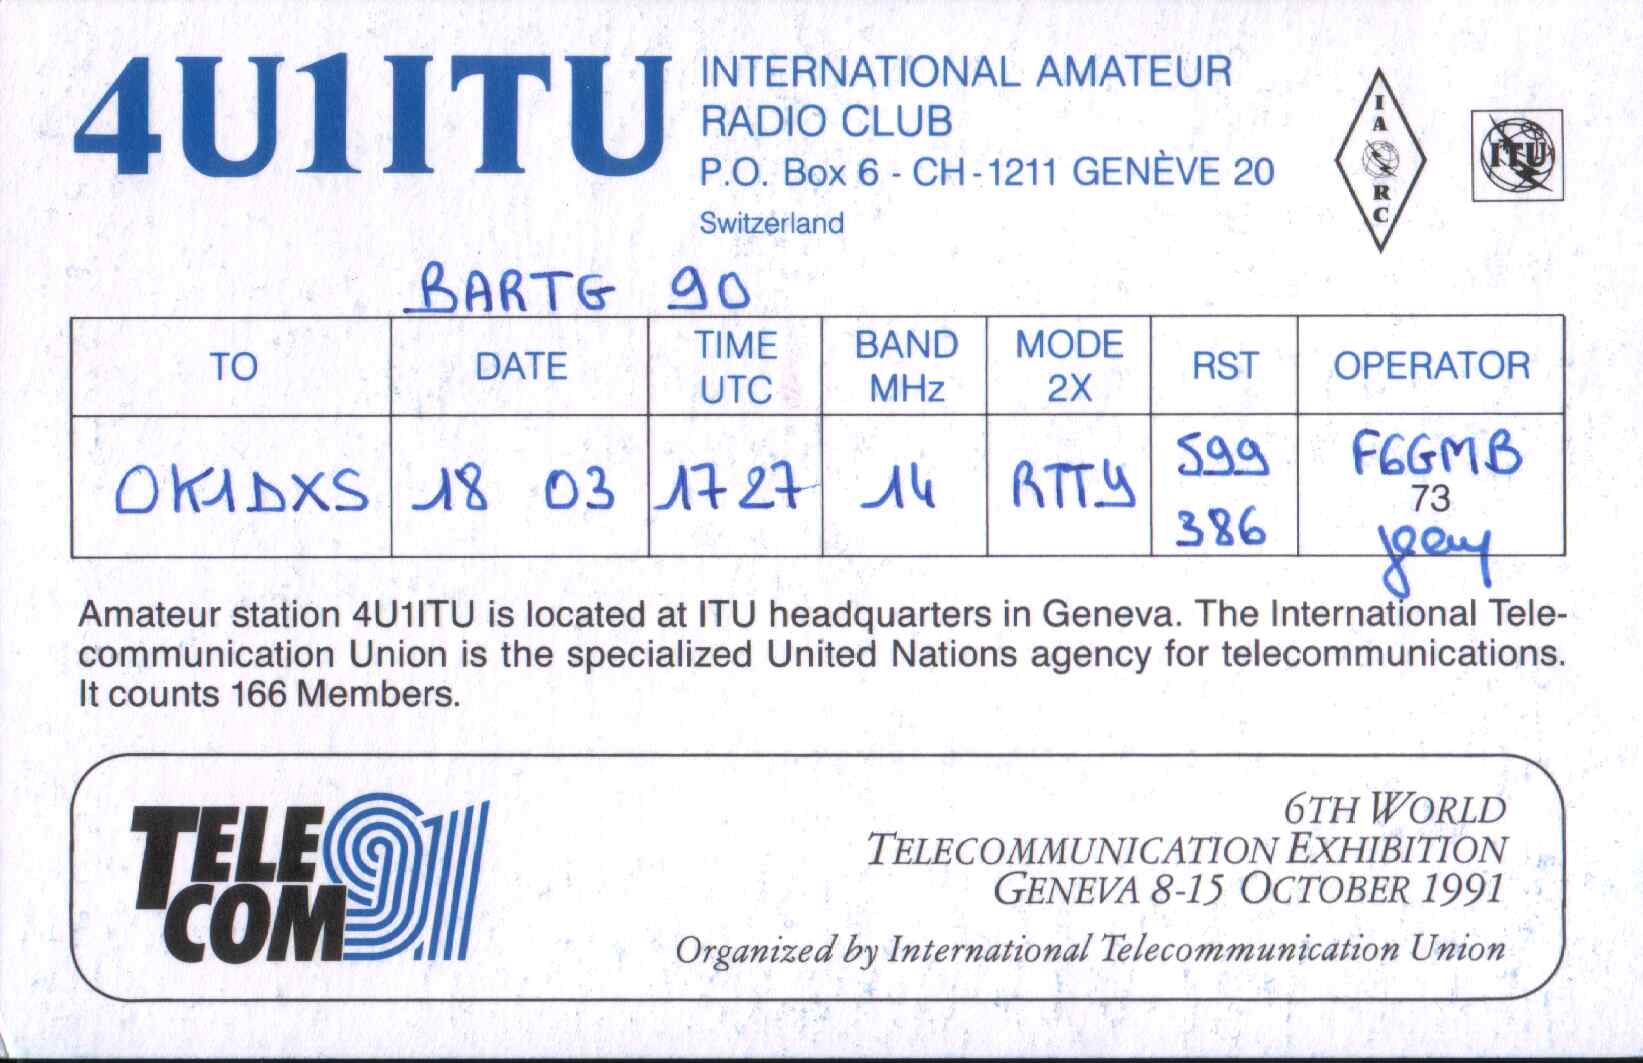 4U1ITU
INTERNATIONAL AMATEUR
RADIO CLUB
P.O. Box 6 - CH-1211 GENÈVE 20
Switzerland
I
A
R
C
ITU
BARTG 90
TO DATE TIME UTC BAND MHz MODE 2X RST OPERATOR
OK1DXS 18 03 1727 14 RTTY 599 F6GMB
386 73
Amateur station 4U1ITU is located at ITU headquarters in Geneva. The International Tele-
communication Union is the specialized United Nations agency for telecommunications.
It counts 166 Members.
TELE
COM 91
6TH WORLD
TELECOMMUNICATION EXHIBITION
GENEVA 8-15 OCTOBER 1991
Organized by International Telecommunication Union